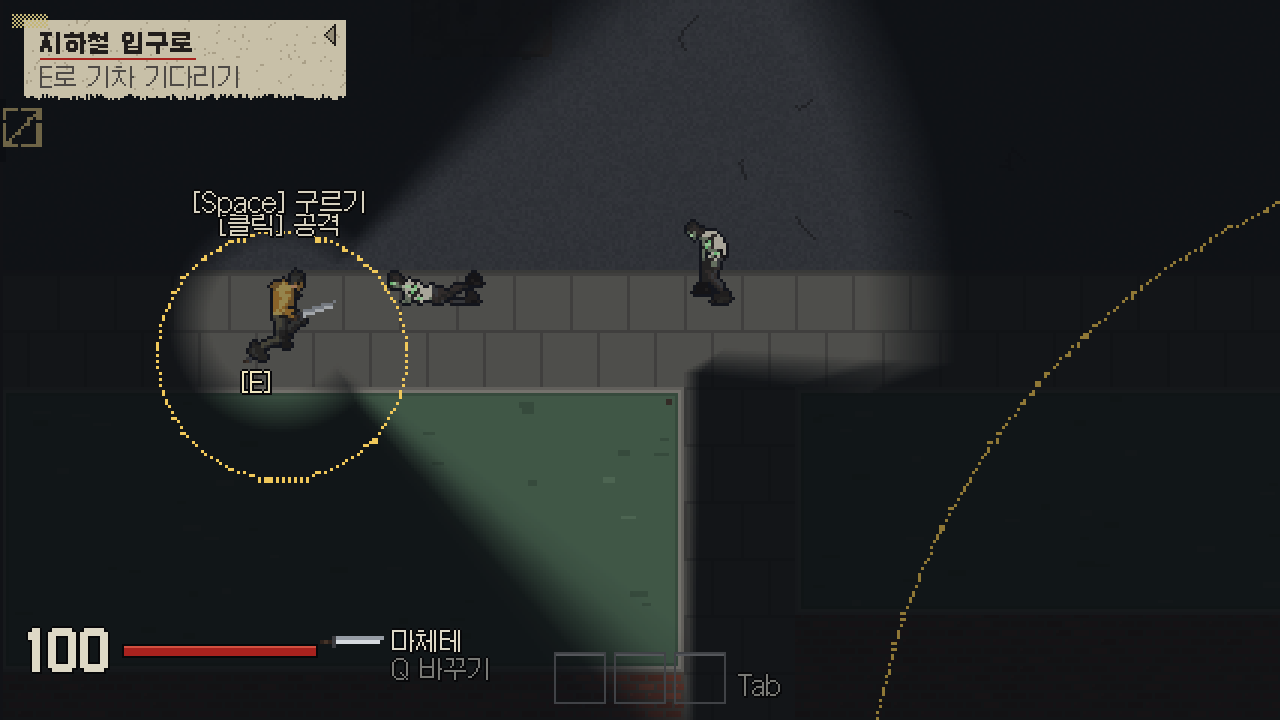 지하철 입구로
E로 기차 기다리기
[Space] 구르기
[클릭] 공격
[E]
100
마체테
Q 바꾸기
Tab